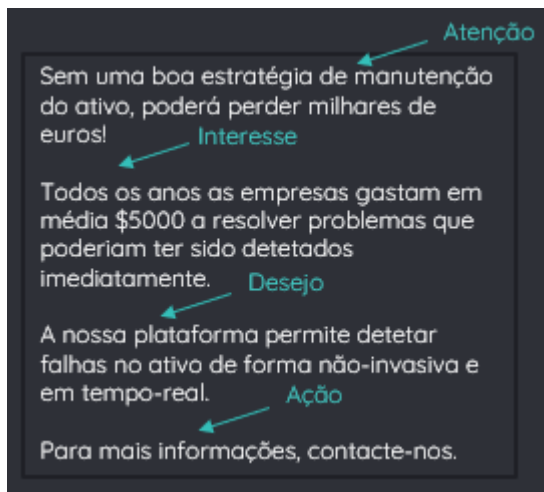 Atenção
Sem uma boa estratégia de manutenção
do ativo, poderá perder milhares de
euros!
Interesse
Todos os anos as empresas gastam em
média $5000 a resolver problemas que
poderiam ter sido detetados
imediatamente.
Desejo
A nossa plataforma permite detetar
falhas no ativo de forma não-invasiva e
em tempo-real.
Ação
Para mais informações, contacte-nos.